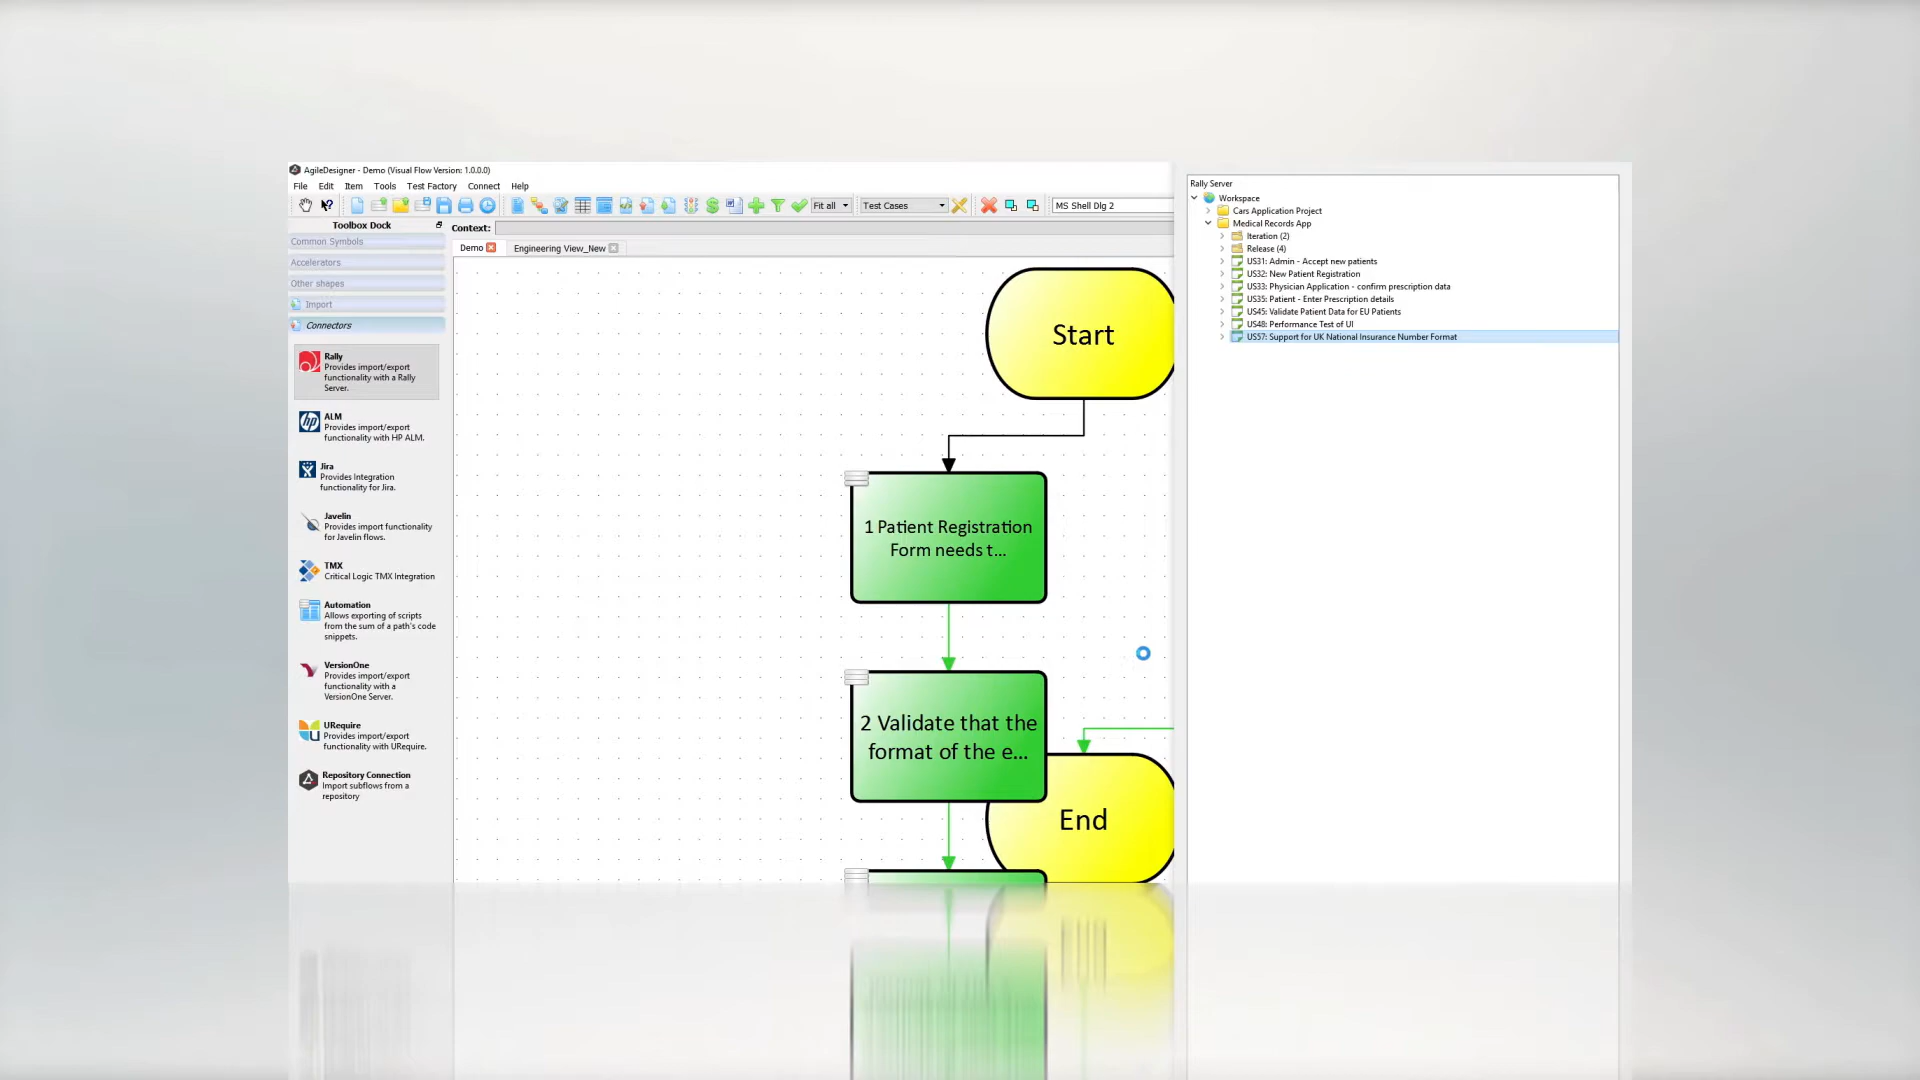 AgileDesigner - Demo (Visual Flow Version: 1.0.0.0)
File Edit Item Tools Test Factory Connect Help
Fit all
Test Cases
MS Shell Dlg 2
Toolbox Dock
Context:
Common Symbols
Accelerators
Other shapes
Import
Connectors
Rally
Provides import/export
functionality with a Rally
Server.
hp
ALM
Provides import/export
functionality with HP ALM.
Jira
Provides Integration
functionality for Jira.
Javelin
Provides import functionality
for Javelin flows.
TMX
Critical Logic TMX Integration
Automation
Allows exporting of scripts
from the sum of a path's code
snippets.
VersionOne
Provides import/export
functionality with a
VersionOne Server.
URequire
Provides import/export
functionality with URequire.
Repository Connection
Import subflows from a
repository
Demo
Engineering View_New
Start
1 Patient Registration
Form needs t...
2 Validate that the
format of the e...
End
Rally Server
Workspace
Cars Application Project
Medical Records App
Iteration (2)
Release (4)
US31: Admin - Accept new patients
US32: New Patient Registration
US33: Physician Application - confirm prescription data
US35: Patient - Enter Prescription details
US45: Validate Patient Data for EU Patients
US48: Performance Test of UI
US57: Support for UK National Insurance Number Format